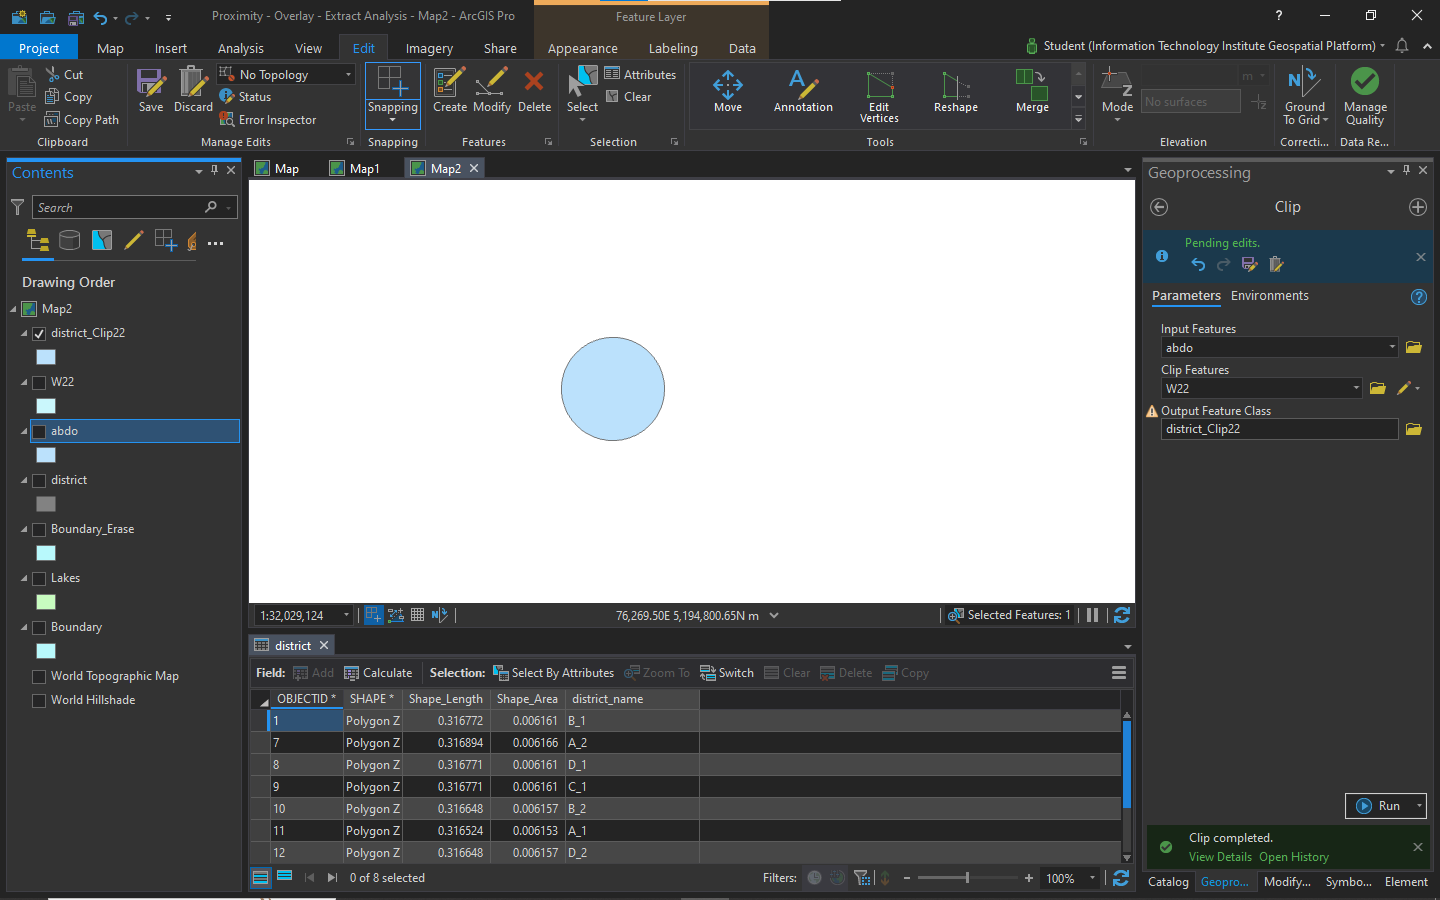 Proximity - Overlay - Extract Analysis - Map2 - ArcGIS Pro
Feature Layer
?
Project
Map
Insert
Analysis
View
Edit
Imagery
Share
Appearance
Labeling
Data
Student (Information Technology Institute Geospatial Platform)
Paste
Cut
Copy
Copy Path
Clipboard
Save
Discard
No Topology
Status
Error Inspector
Manage Edits
Snapping
Snapping
Create
Modify
Delete
Features
Select
Attributes
Clear
Selection
Move
Annotation
Edit
Vertices
Reshape
Merge
Tools
Mode
No surfaces
m
Elevation
Ground
To Grid
Correcti...
Manage
Quality
Data Re...
Contents
Search
Drawing Order
Map2
district_Clip22
W22
abdo
district
Boundary_Erase
Lakes
Boundary
World Topographic Map
World Hillshade
Map
Map1
Map2
1:32,029,124
76,269.50E 5,194,800.65N m
Selected Features: 1
district
Field:
Add
Calculate
Selection:
Select By Attributes
Zoom To
Switch
Clear
Delete
Copy
OBJECTID * SHAPE * Shape_Length Shape_Area district_name
1 Polygon Z 0.316772 0.006161 B_1
7 Polygon Z 0.316894 0.006166 A_2
8 Polygon Z 0.316771 0.006161 D_1
9 Polygon Z 0.316771 0.006161 C_1
10 Polygon Z 0.316648 0.006157 B_2
11 Polygon Z 0.316524 0.006153 A_1
12 Polygon Z 0.316648 0.006157 D_2
0 of 8 selected
Filters:
100%
Geoprocessing
Clip
Pending edits.
Parameters
Environments
?
Input Features
abdo
Clip Features
W22
Output Feature Class
district_Clip22
Run
Clip completed.
View Details
Open History
Catalog
Geopro...
Modify...
Symbo...
Element